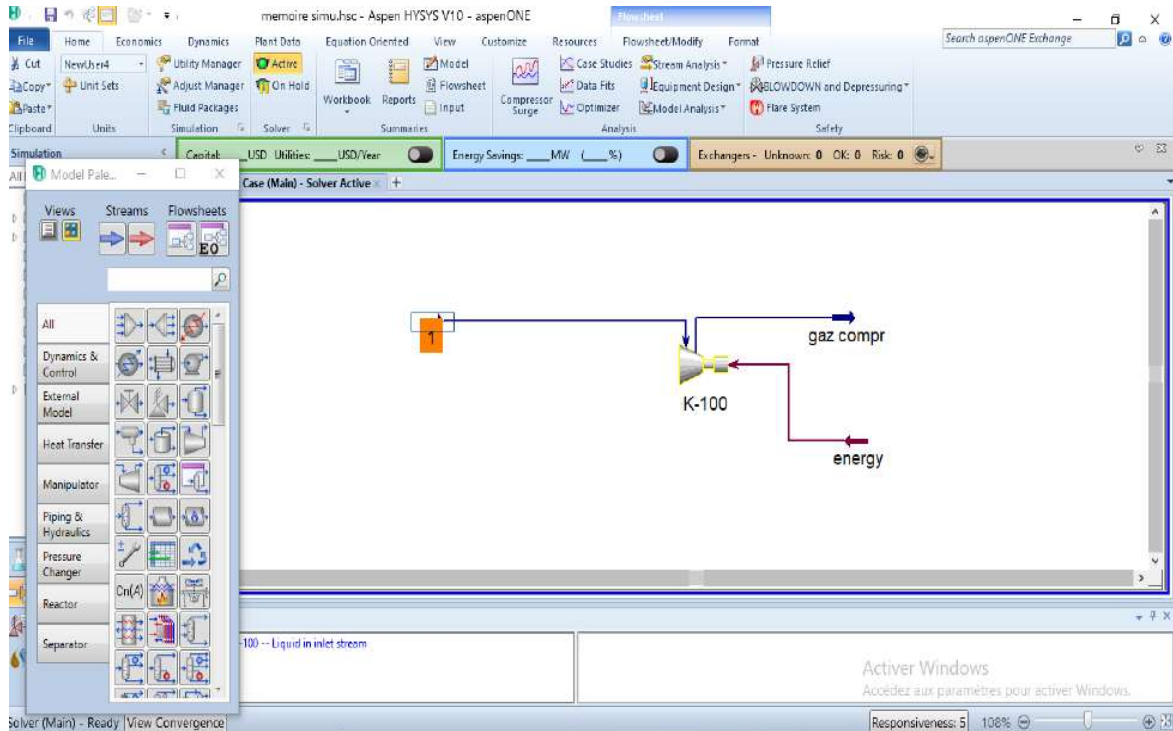 memoire simu.hsc - Aspen HYSYS V10 - aspenONE
Flowsheet
File Home Economics Dynamics Plant Data Equation Oriented View Customize Resources Flowsheet/Modify Format
Search aspenONE Exchange
Cut NewUser4 Utility Manager Active Model Case Studies Stream Analysis Pressure Relief
Copy Unit Sets Adjust Manager On Hold Flowsheet Data Fits Equipment Design BLOWDOWN and Depressuring
Paste Fluid Packages Workbook Reports Input Compressor Surge Optimizer Model Analysis Flare System
Clipboard Units Simulation Solver Summaries Analysis Safety
Simulation
Capital: ___USD Utilities: ___USD/Year
Energy Savings: ___MW (___%)
Exchangers - Unknown: 0 OK: 0 Risk: 0
All
Model Pale...
Case (Main) - Solver Active +
Views Streams Flowsheets
EO
All
Dynamics &
Control
External
Model
Heat Transfer
Manipulator
Piping &
Hydraulics
Pressure
Changer
Reactor
Separator
Cn(A)
1
gaz compr
K-100
energy
-100 -- Liquid in inlet stream
Activer Windows
Accédez aux paramètres pour activer Windows.
Solver (Main) - Ready View Convergence
Responsiveness: 5 108%